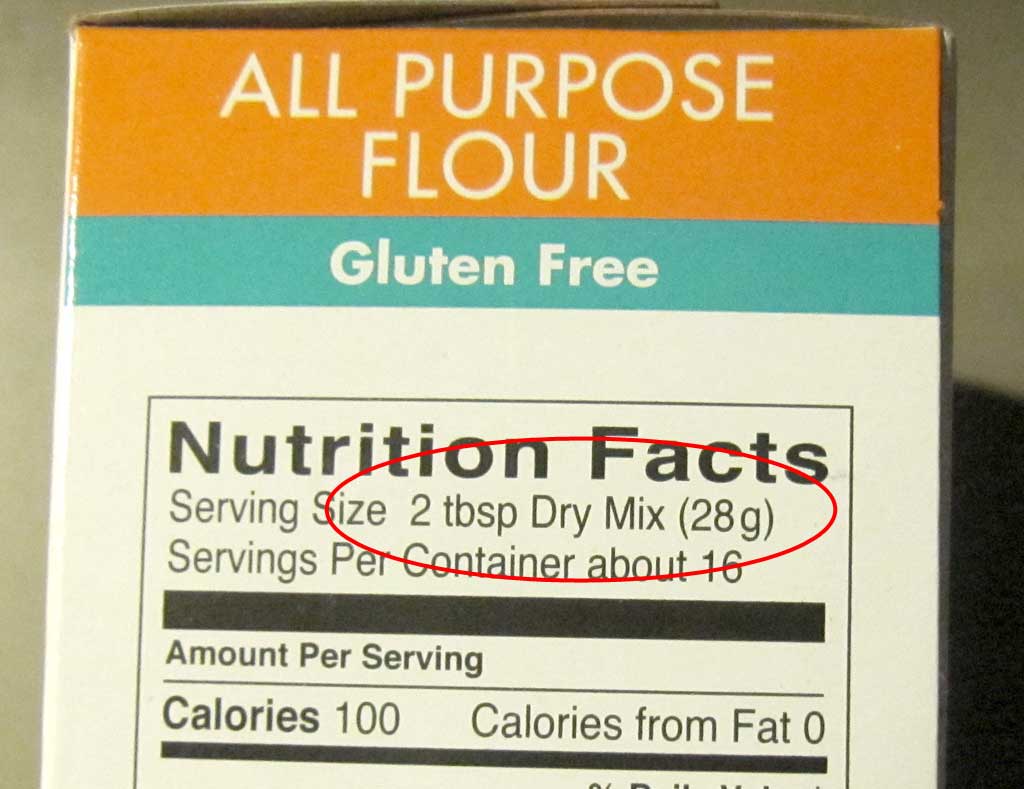 ALL PURPOSE
FLOUR
Gluten Free
Nutrition Facts
Serving Size 2 tbsp Dry Mix (28g)
Servings Per Container about 16
Amount Per Serving
Calories 100 Calories from Fat 0